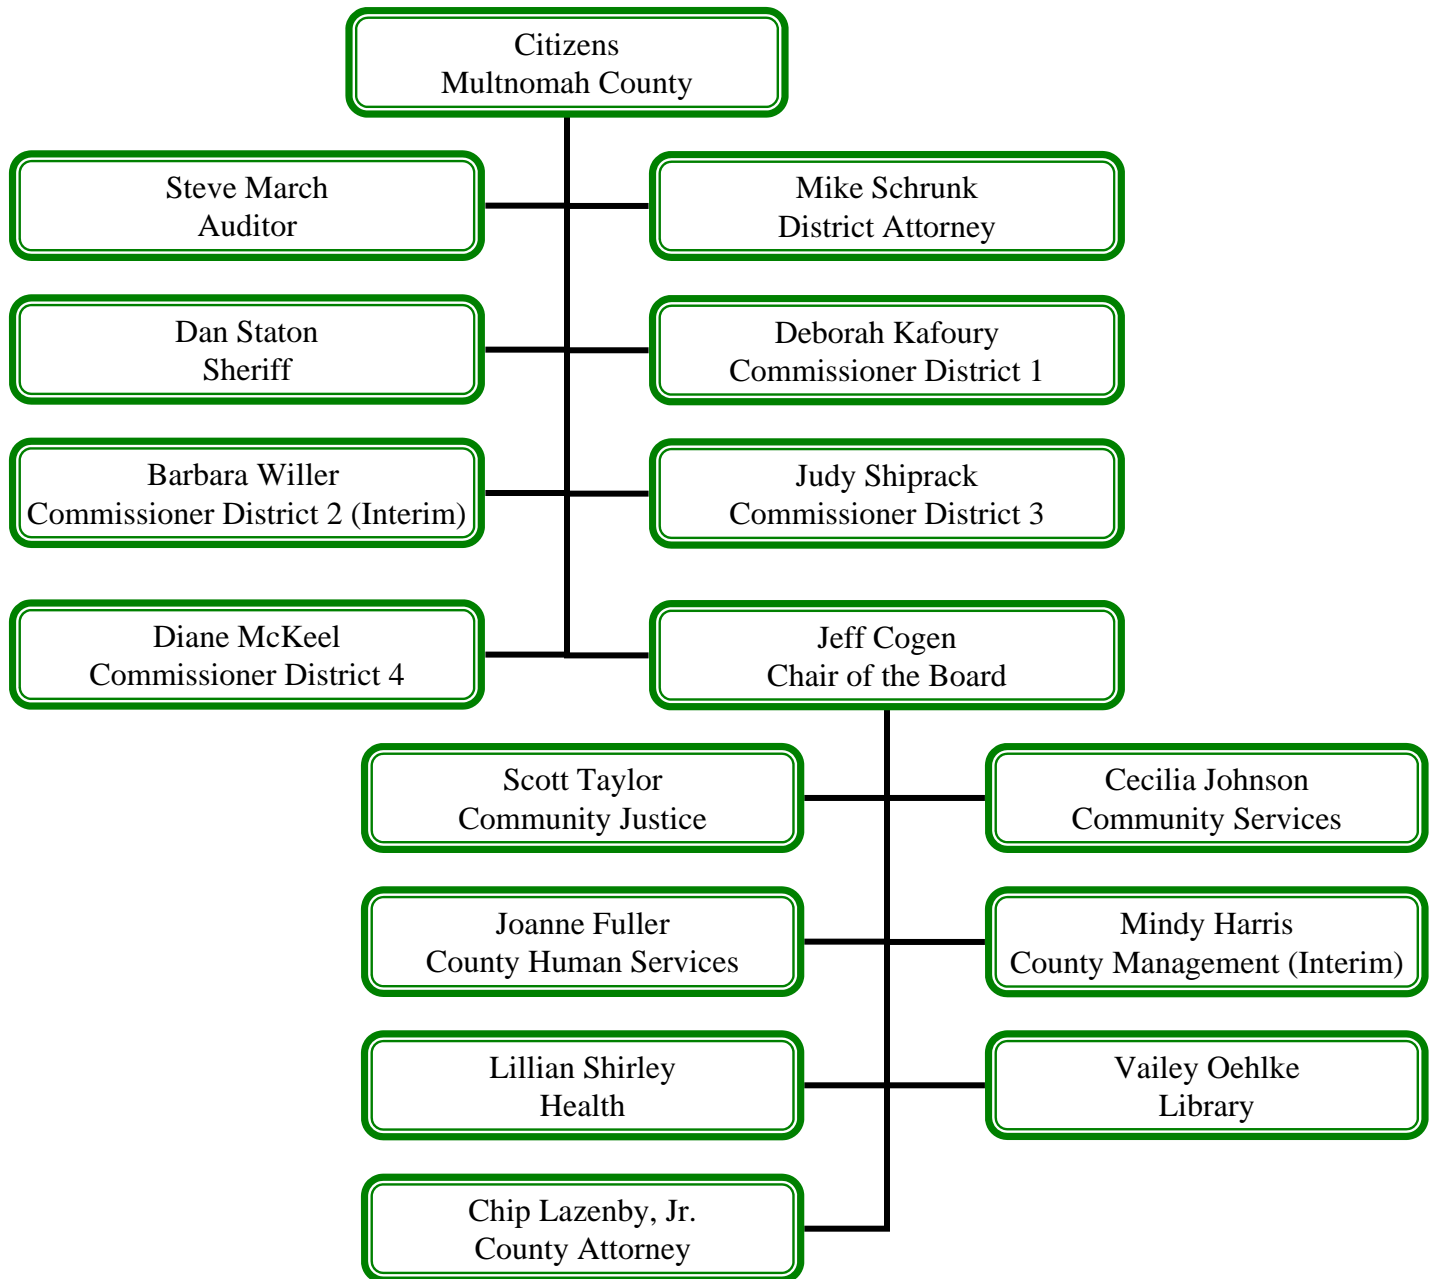 Citizens
Multnomah County
Steve March
Auditor
Mike Schrunk
District Attorney
Dan Staton
Sheriff
Deborah Kafoury
Commissioner District 1
Barbara Willer
Commissioner District 2 (Interim)
Judy Shiprack
Commissioner District 3
Diane McKeel
Commissioner District 4
Jeff Cogen
Chair of the Board
Scott Taylor
Community Justice
Cecilia Johnson
Community Services
Joanne Fuller
County Human Services
Mindy Harris
County Management (Interim)
Lillian Shirley
Health
Vailey Oehlke
Library
Chip Lazenby, Jr.
County Attorney